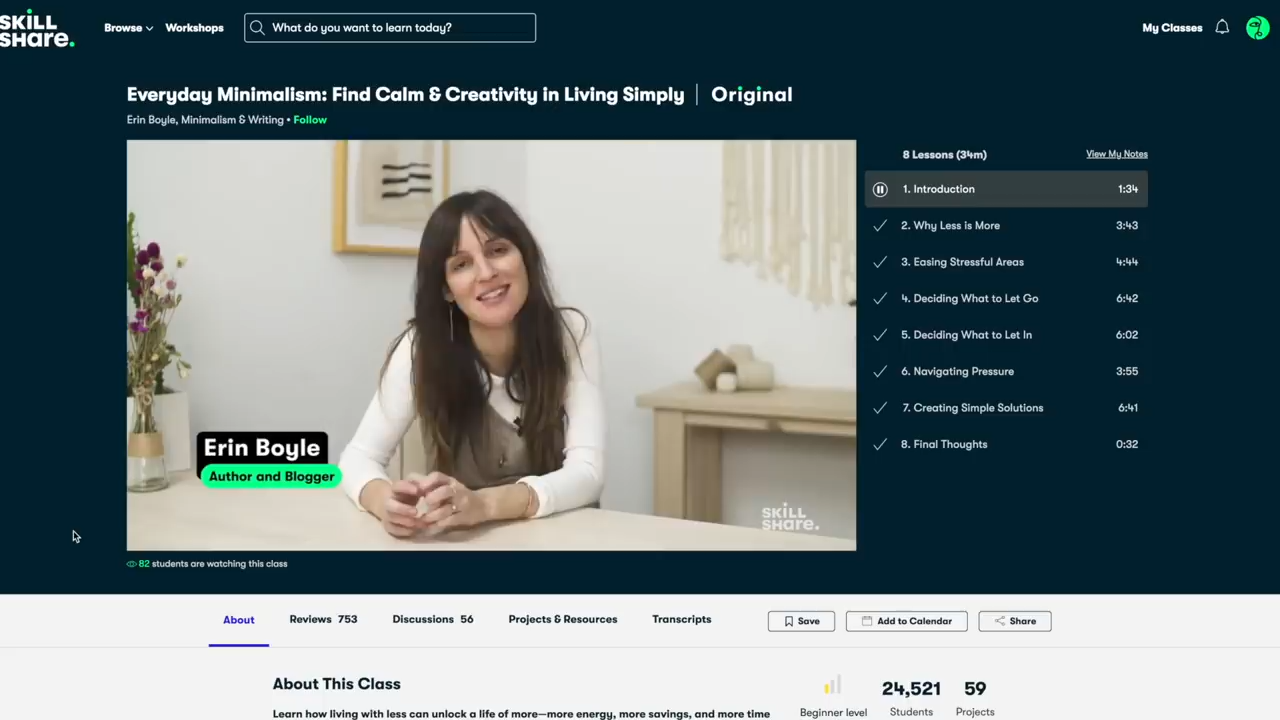 SKILL
SHARE.
Browse
Workshops
What do you want to learn today?
My Classes
Everyday Minimalism: Find Calm & Creativity in Living Simply | Original
Erin Boyle, Minimalism & Writing • Follow
8 Lessons (34m)
View My Notes
1. Introduction 1:34
2. Why Less is More 3:43
3. Easing Stressful Areas 4:44
4. Deciding What to Let Go 6:42
5. Deciding What to Let In 6:02
6. Navigating Pressure 3:55
7. Creating Simple Solutions 6:41
8. Final Thoughts 0:32
Erin Boyle
Author and Blogger
SKILL
SHARE.
82 students are watching this class
About
Reviews 753
Discussions 56
Projects & Resources
Transcripts
Save
Add to Calendar
Share
About This Class
Learn how living with less can unlock a life of more—more energy, more savings, and more time
Beginner level
24,521
Students
59
Projects